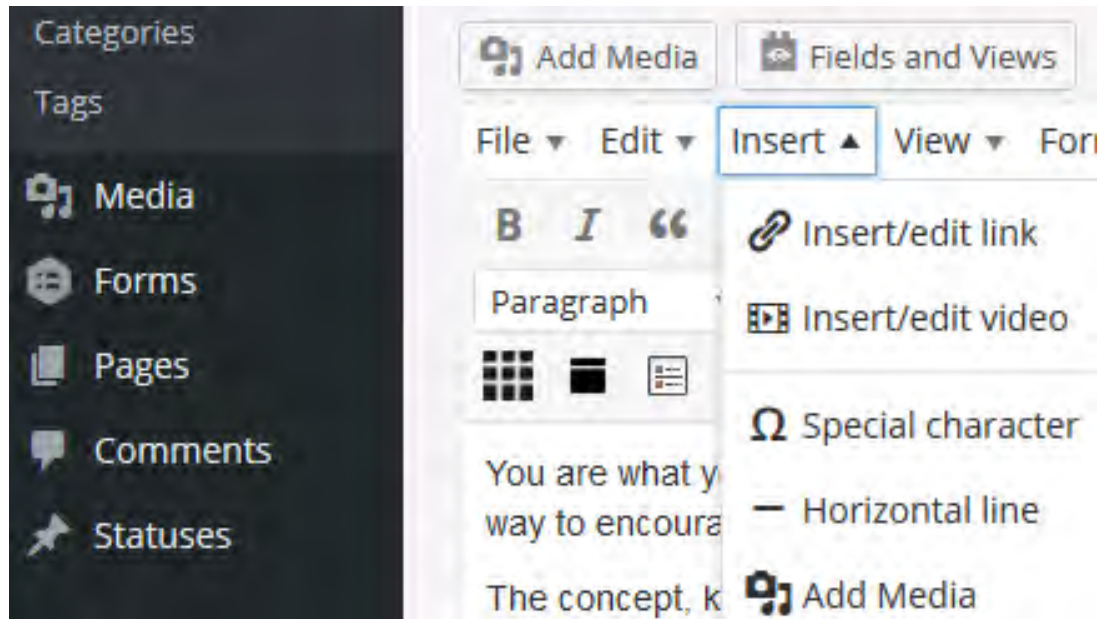 Categories
Tags
Media
Forms
Pages
Comments
Statuses
Add Media Fields and Views
File Edit Insert View
B I
Paragraph
Insert/edit link
Insert/edit video
Special character
Horizontal line
Add Media
You are what
way to
The concept,